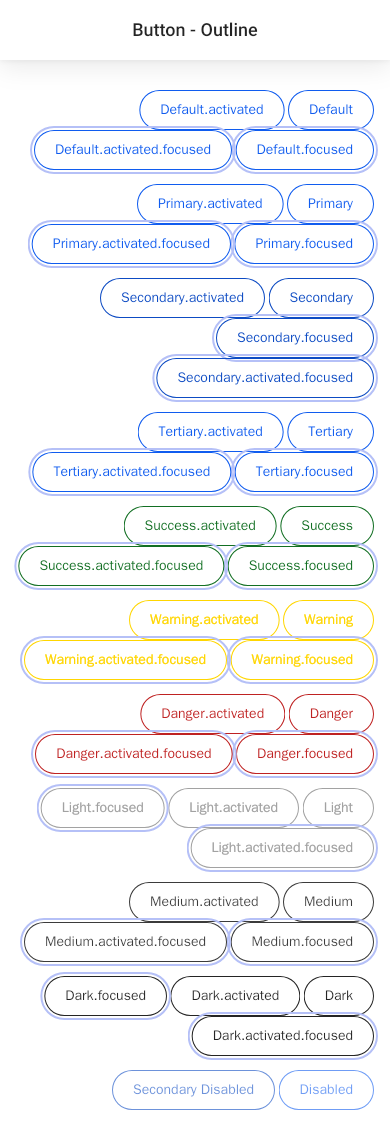 Button - Outline
Default.activated Default
Default.activated.focused Default.focused
Primary.activated Primary
Primary.activated.focused Primary.focused
Secondary.activated Secondary
Secondary.focused
Secondary.activated.focused
Tertiary.activated Tertiary
Tertiary.activated.focused Tertiary.focused
Success.activated Success
Success.activated.focused Success.focused
Warning.activated Warning
Warning.activated.focused Warning.focused
Danger.activated Danger
Danger.activated.focused Danger.focused
Light.focused Light.activated Light
Light.activated.focused
Medium.activated Medium
Medium.activated.focused Medium.focused
Dark.focused Dark.activated Dark
Dark.activated.focused
Secondary Disabled Disabled